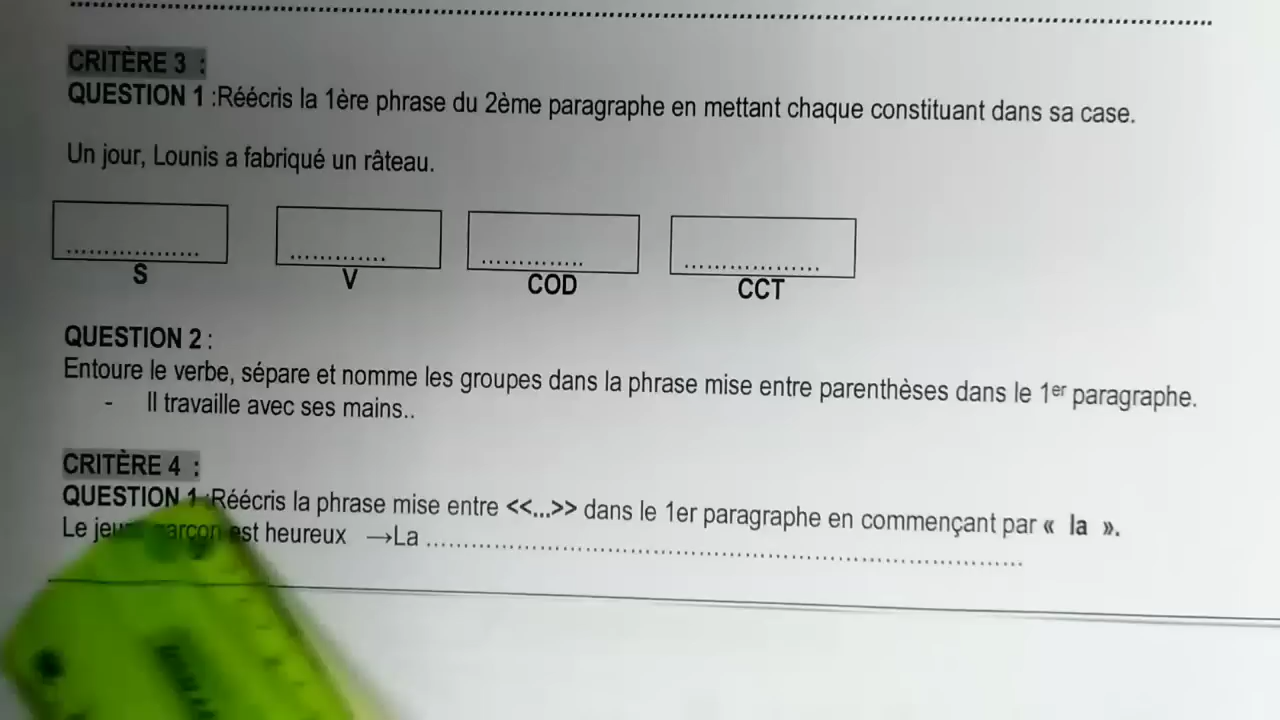 CRITÈRE 3 :
QUESTION 1 :Réécris la 1ère phrase du 2ème paragraphe en mettant chaque constituant dans sa case.
Un jour, Lounis a fabriqué un râteau.
S V COD CCT
QUESTION 2 :
Entoure le verbe, sépare et nomme les groupes dans la phrase mise entre parenthèses dans le 1er paragraphe.
- Il travaille avec ses mains..
CRITÈRE 4 :
QUESTION 1 :Réécris la phrase mise entre <<...>> dans le 1er paragraphe en commençant par « la ».
Le garçon est heureux →La ........................................................................................